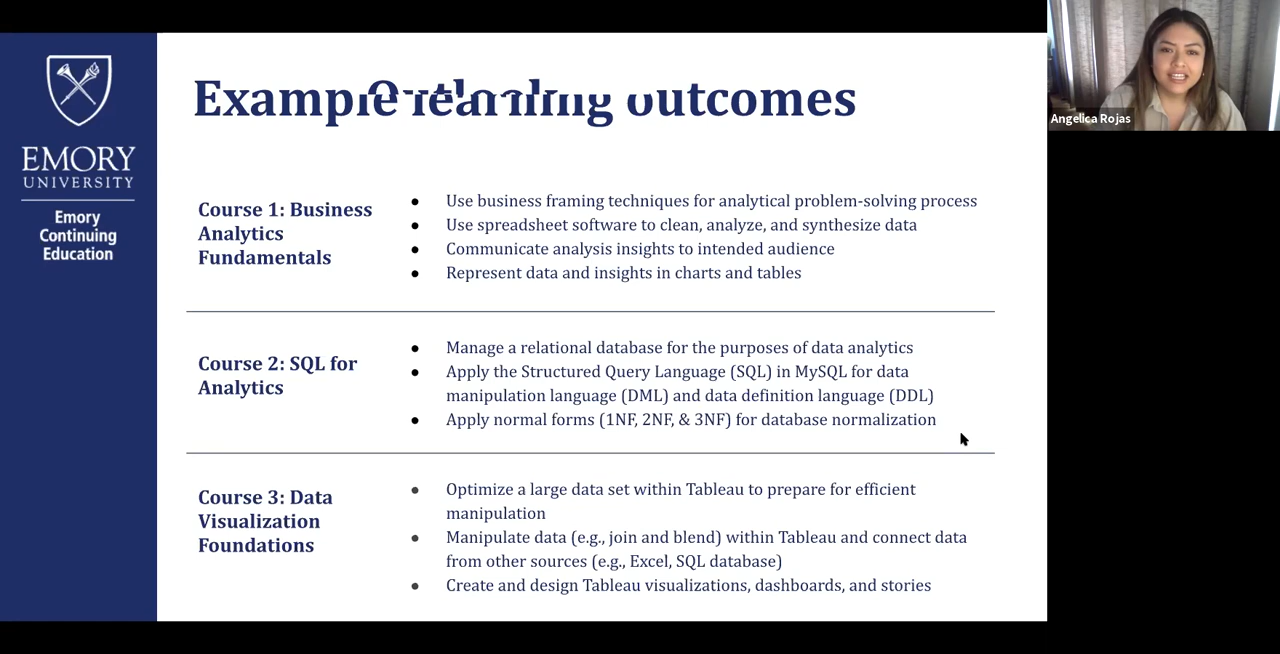 Example learning outcomes
Angelica Rojas
EMORY
UNIVERSITY
Emory
Continuing
Education
Course 1: Business
Analytics
Fundamentals
● Use business framing techniques for analytical problem-solving process
● Use spreadsheet software to clean, analyze, and synthesize data
● Communicate analysis insights to intended audience
● Represent data and insights in charts and tables
Course 2: SQL for
Analytics
● Manage a relational database for the purposes of data analytics
● Apply the Structured Query Language (SQL) in MySQL for data
manipulation language (DML) and data definition language (DDL)
● Apply normal forms (1NF, 2NF, & 3NF) for database normalization
Course 3: Data
Visualization
Foundations
● Optimize a large data set within Tableau to prepare for efficient
manipulation
● Manipulate data (e.g., join and blend) within Tableau and connect data
from other sources (e.g., Excel, SQL database)
● Create and design Tableau visualizations, dashboards, and stories